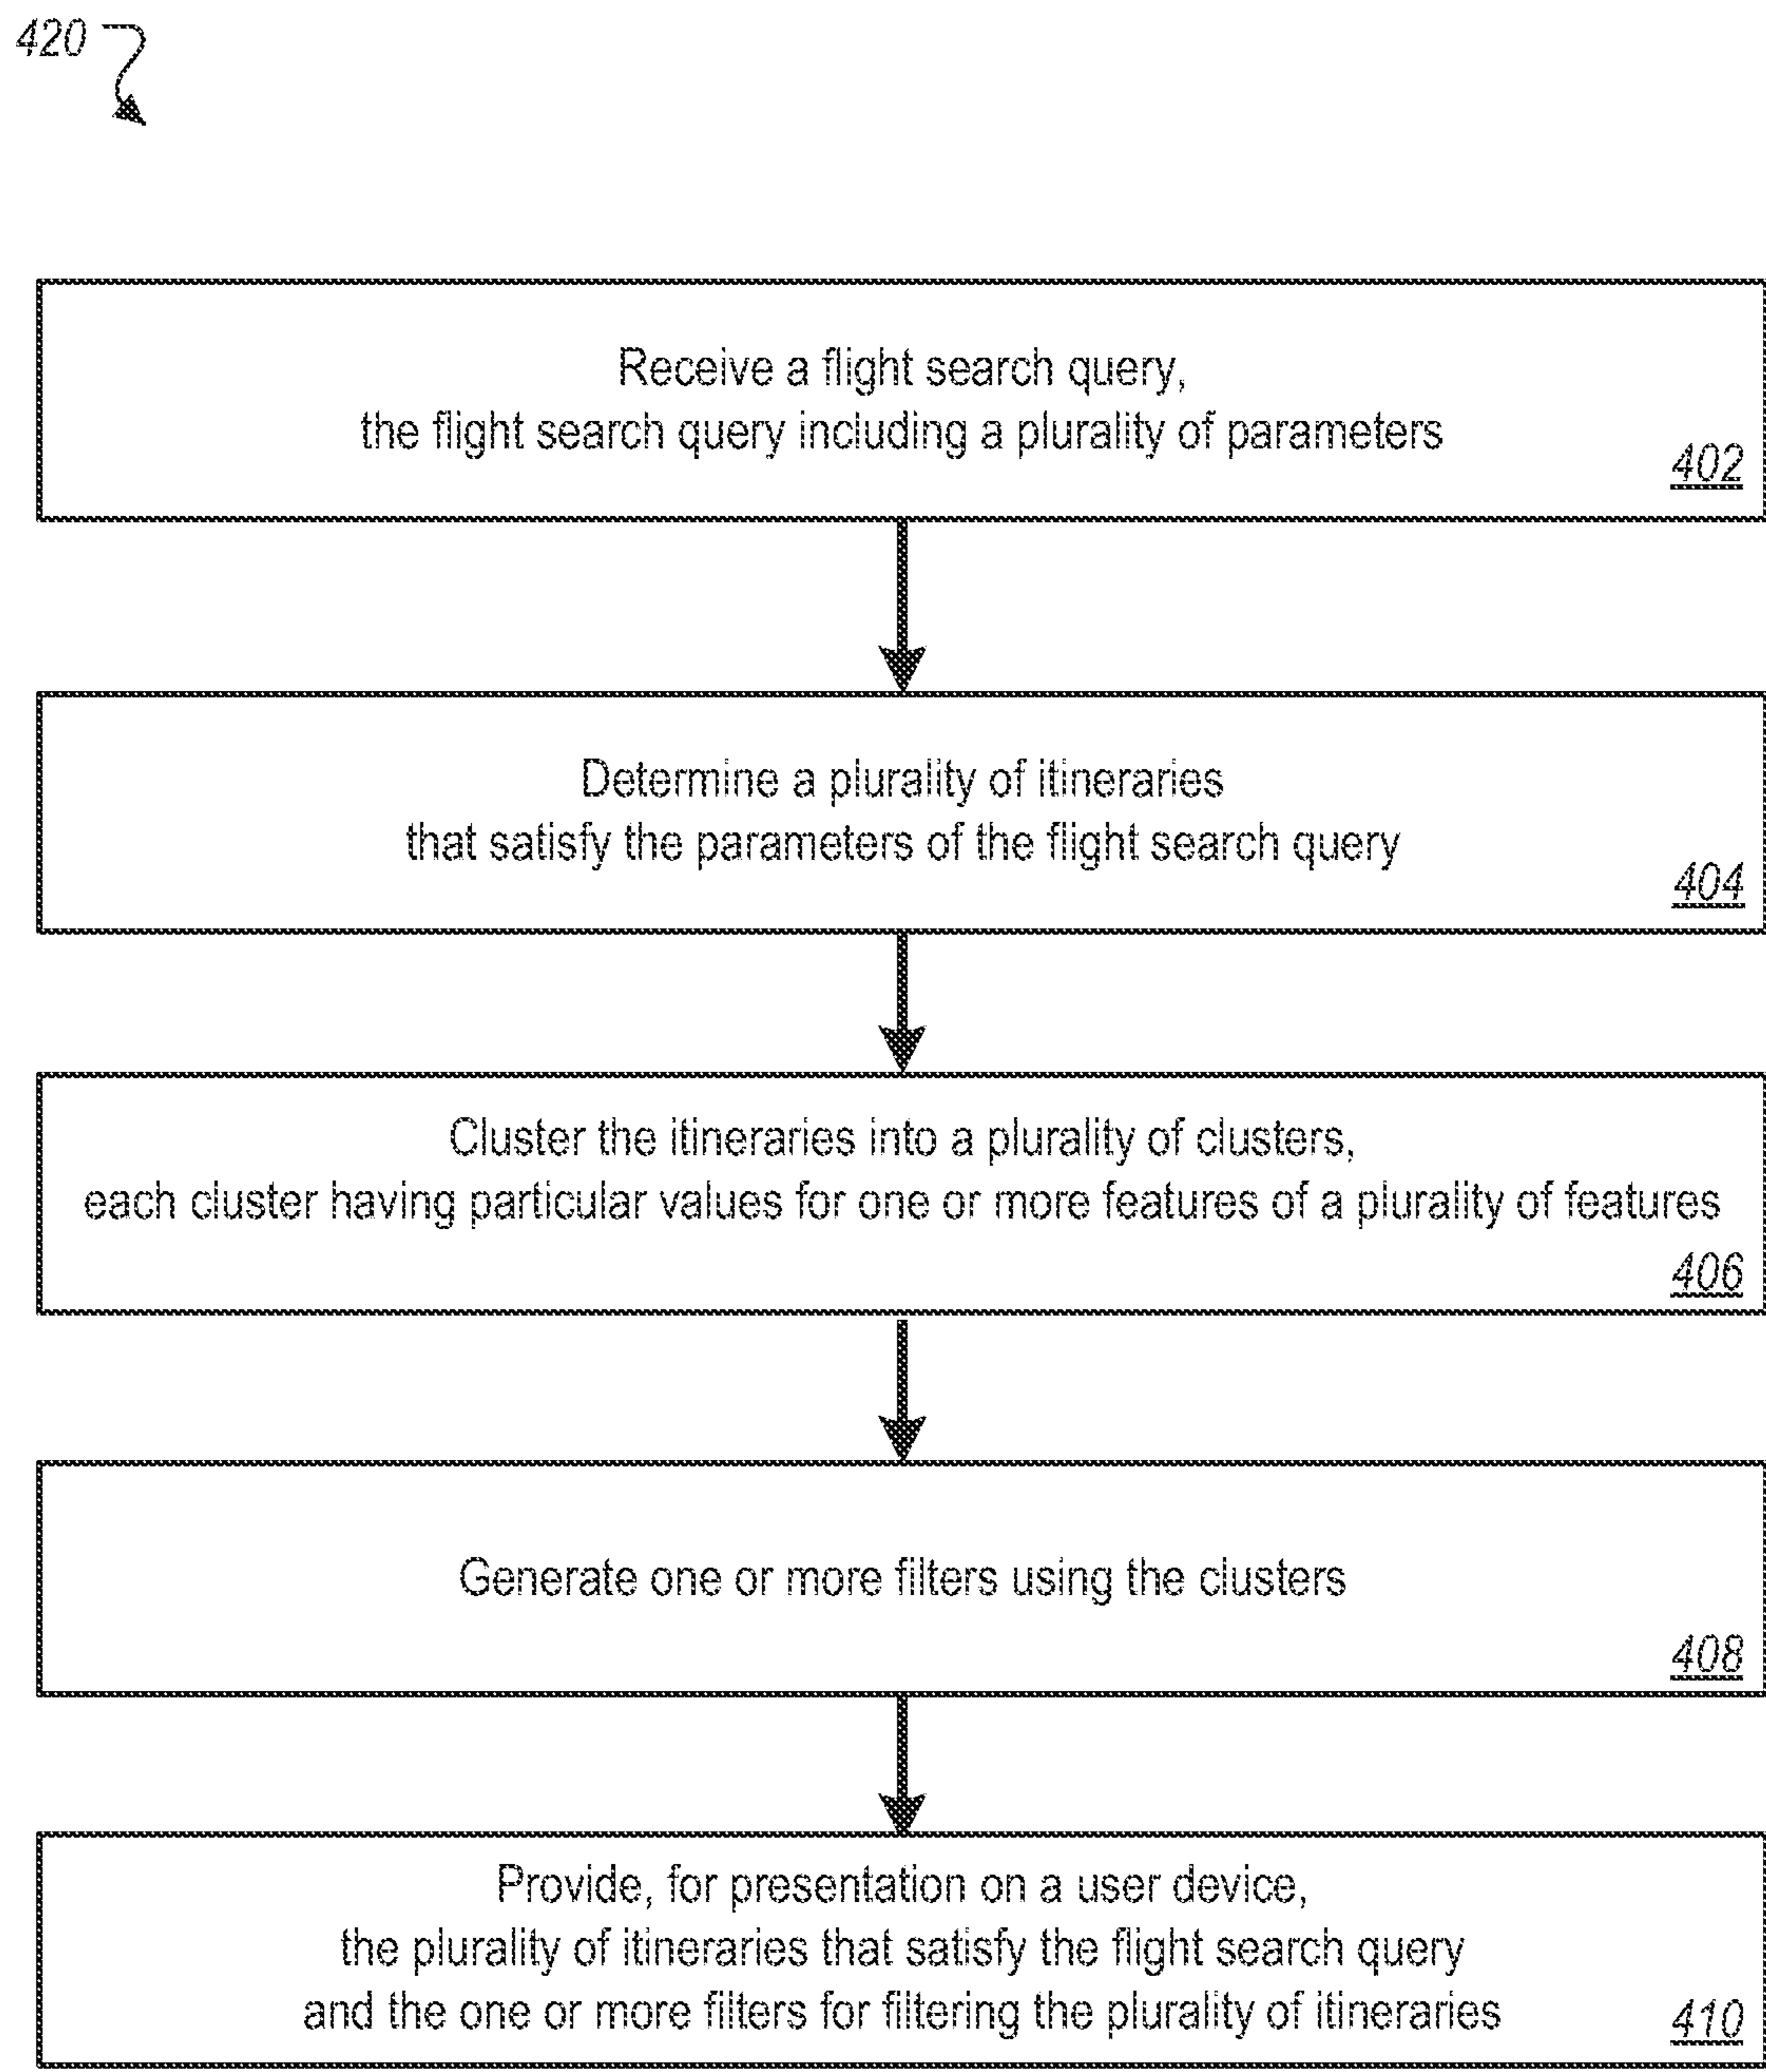 420
Receive a flight search query,
the flight search query including a plurality of parameters
402
Determine a plurality of itineraries
that satisfy the parameters of the flight search query
404
Cluster the itineraries into a plurality of clusters,
each cluster having particular values for one or more features of a plurality of features
406
Generate one or more filters using the clusters
408
Provide, for presentation on a user device,
the plurality of itineraries that satisfy the flight search query
and the one or more filters for filtering the plurality of itineraries
410